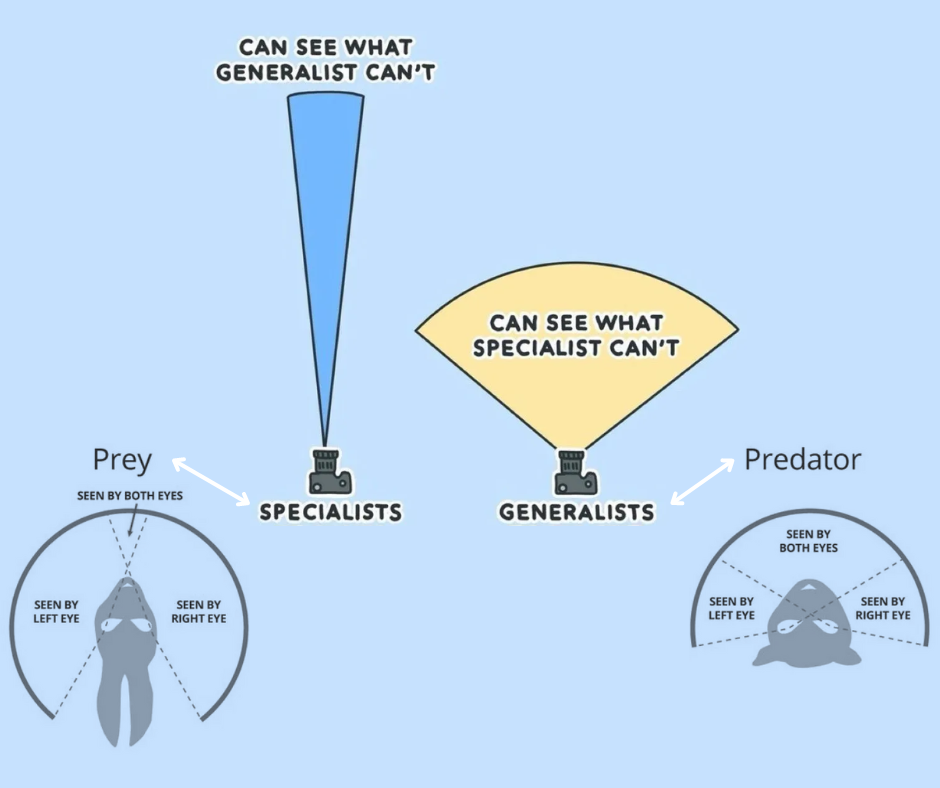 CAN SEE WHAT
GENERALIST CAN'T
CAN SEE WHAT
SPECIALIST CAN'T
Prey
Predator
SEEN BY BOTH EYES
SPECIALISTS
GENERALISTS
SEEN BY
LEFT EYE
SEEN BY
RIGHT EYE
SEEN BY
BOTH EYES
SEEN BY
LEFT EYE
SEEN BY
RIGHT EYE